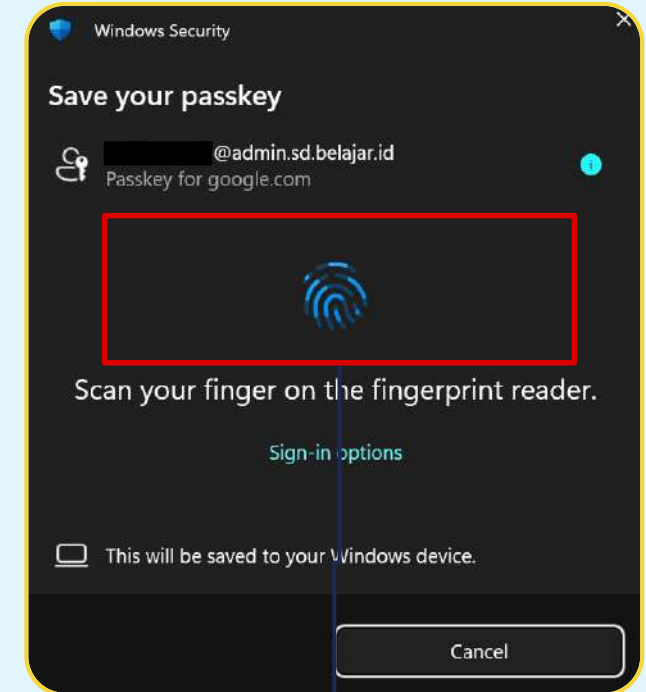 Windows Security
Save your passkey
@admin.sd.belajar.id
Passkey for google.com
Scan your finger on the fingerprint reader.
Sign-in options
This will be saved to your Windows device.
Cancel